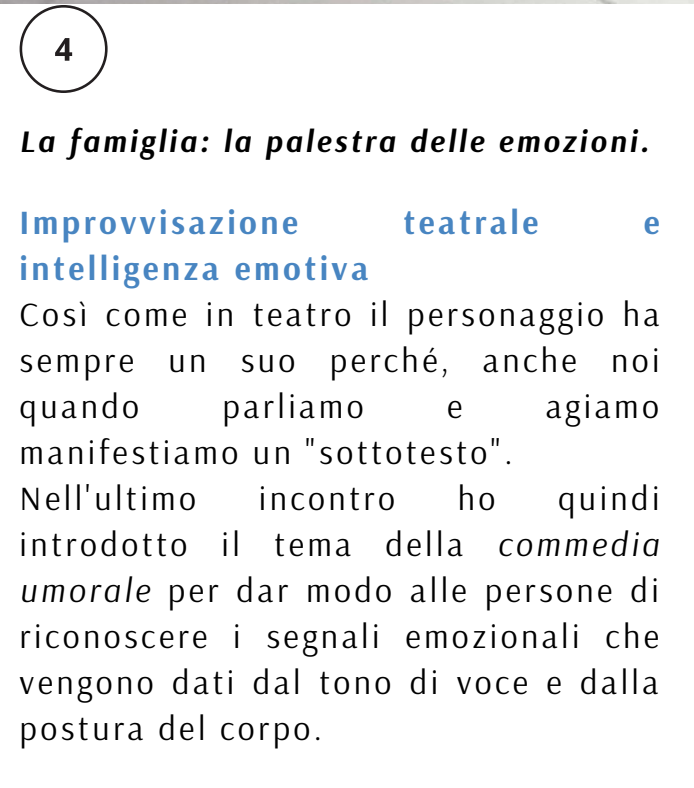 4
La famiglia: la palestra delle emozioni.
Improvvisazione teatrale e
intelligenza emotiva
Così come in teatro il personaggio ha
sempre un suo perché, anche noi
quando parliamo e agiamo
manifestiamo un "sottotesto".
Nell'ultimo incontro ho quindi
introdotto il tema della commedia
umorale per dar modo alle persone di
riconoscere i segnali emozionali che
vengono dati dal tono di voce e dalla
postura del corpo.